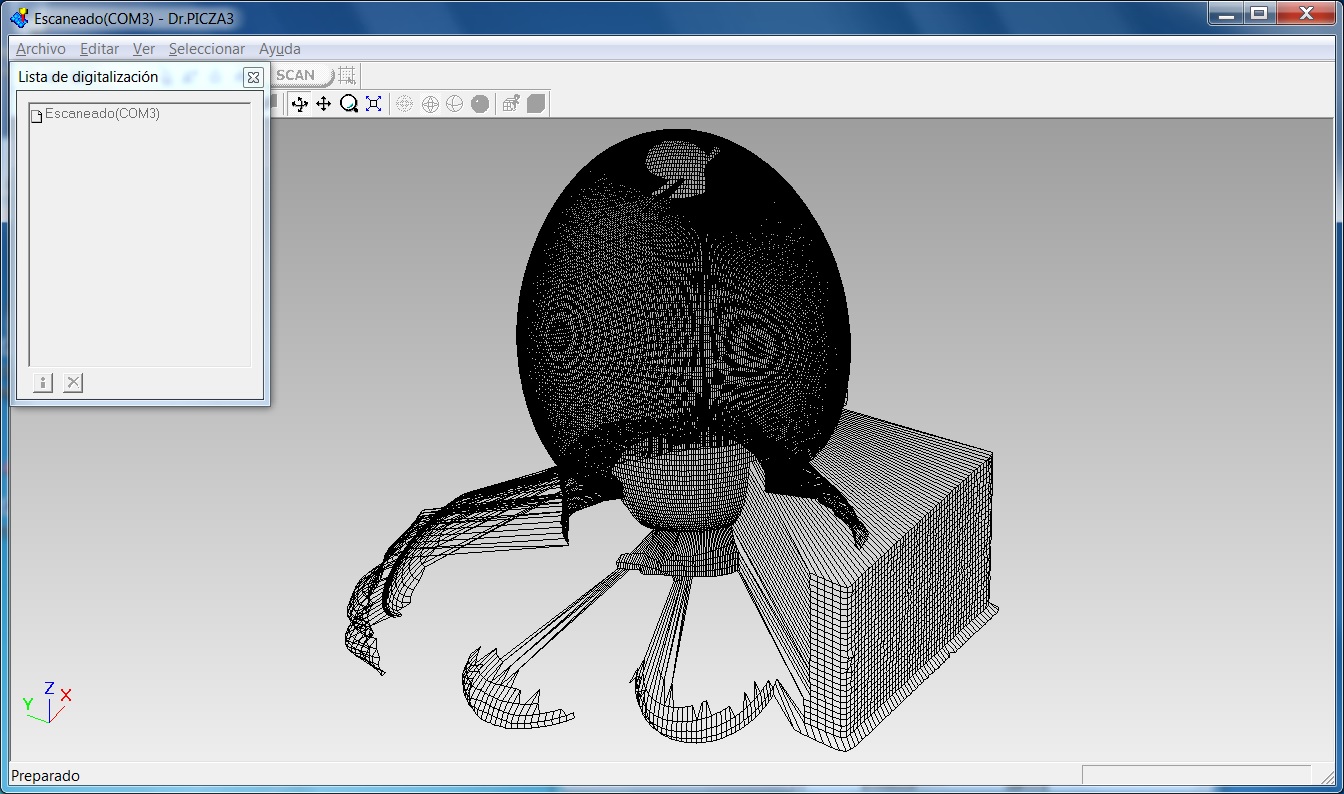 Escaneado(COM3) - Dr.PICZA3
Archivo Editar Ver Seleccionar Ayuda
Lista de digitalización
SCAN
Escaneado(COM3)
Z
Y X
Preparado